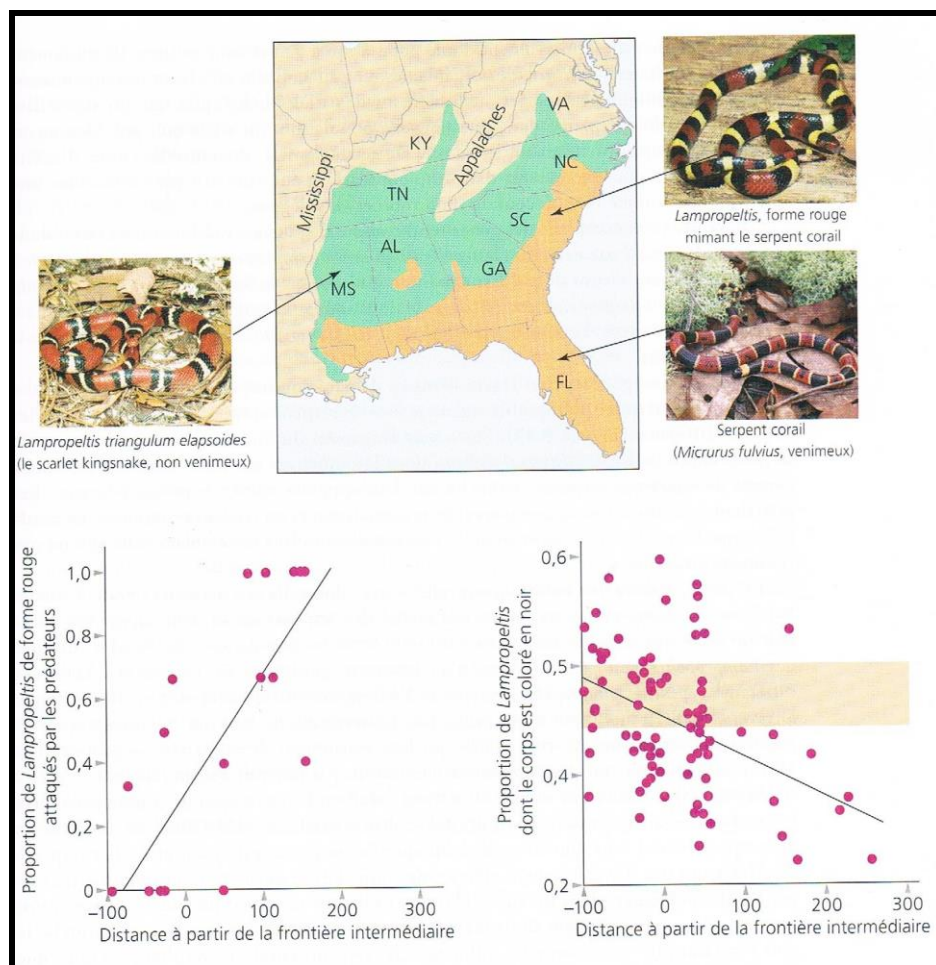 VA
KY
Appalaches
NC
Mississippi
TN
SC
AL
GA
MS
FL
Lampropeltis, forme rouge
mimant le serpent corail
Lampropeltis triangulum elapsoides
(le scarlet kingsnake, non venimeux)
Serpent corail
(Micrurus fulvius, venimeux)
Proportion de Lampropeltis de forme rouge
attaqués par les prédateurs
1,0
0,8
0,6
0,4
0,2
0
–100
0
100
200
300
Distance à partir de la frontière intermédiaire
Proportion de Lampropeltis
dont le corps est coloré en noir
0,6
0,5
0,4
0,2
–100
0
100
200
300
Distance à partir de la frontière intermédiaire